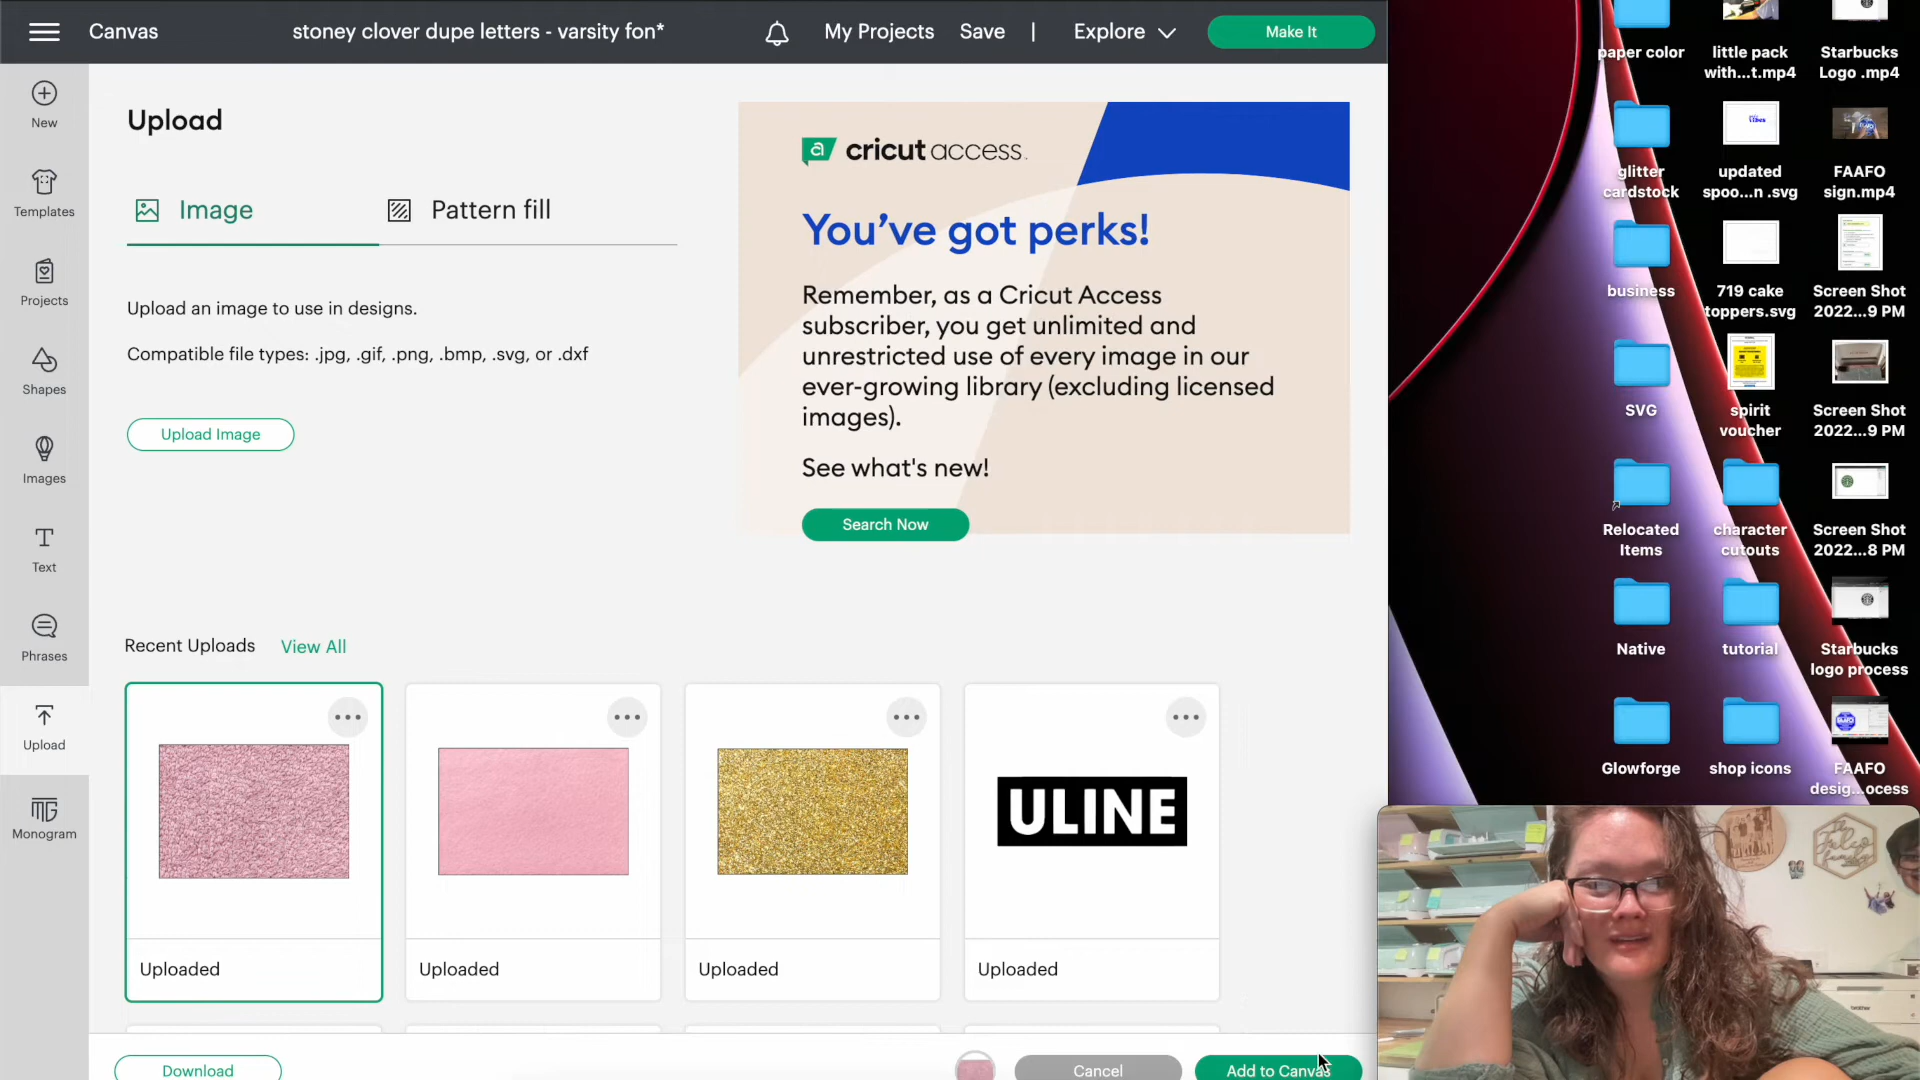 Canvas
stoney clover dupe letters - varsity fon*
My Projects
Save
|
Explore
Make It
New
Templates
Projects
Shapes
Images
Text
Phrases
Upload
Monogram
Upload
Image
Pattern fill
Upload an image to use in designs.
Compatible file types: .jpg, .gif, .png, .bmp, .svg, or .dxf
Upload Image
a cricut access.
You’ve got perks!
Remember, as a Cricut Access
subscriber, you get unlimited and
unrestricted use of every image in our
ever-growing library (excluding licensed
images).
See what's new!
Search Now
Recent Uploads
View All
ULINE
Uploaded
Uploaded
Uploaded
Uploaded
Download
Cancel
Add to Canvas
paper color
little pack
with...t.mp4
Starbucks
Logo .mp4
glitter
cardstock
updated
spoo...n .svg
FAAFO
sign.mp4
business
719 cake
toppers.svg
Screen Shot
2022...9 PM
SVG
spirit
voucher
Screen Shot
2022...9 PM
Relocated
Items
character
cutouts
Screen Shot
2022...8 PM
Native
tutorial
Starbucks
logo process
Glowforge
shop icons
FAAFO
desig...ocess